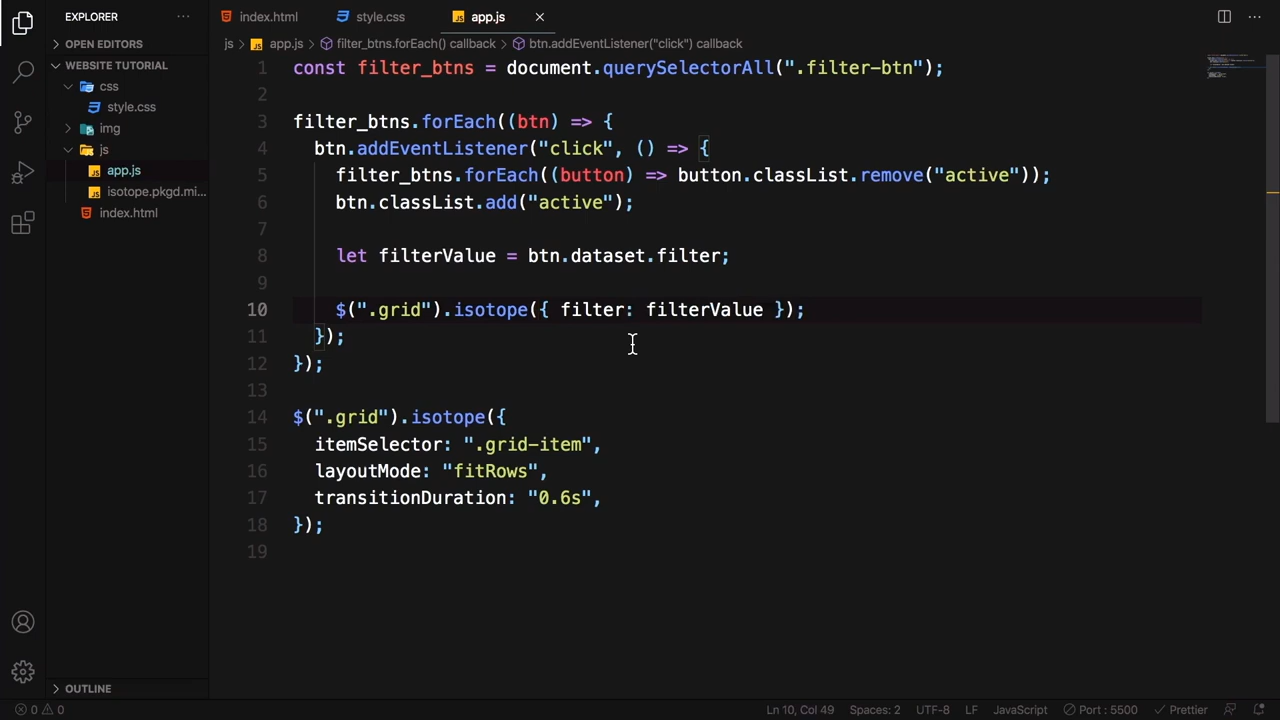 EXPLORER ···
index.html
style.css
app.js ×
OPEN EDITORS
js > app.js > filter_btns.forEach() callback > btn.addEventListener("click") callback
WEBSITE TUTORIAL
css
style.css
img
js
app.js
isotope.pkgd.mi...
index.html
1 const filter_btns = document.querySelectorAll(".filter-btn");
2
3 filter_btns.forEach((btn) => {
4 btn.addEventListener("click", () => {
5 filter_btns.forEach((button) => button.classList.remove("active"));
6 btn.classList.add("active");
7
8 let filterValue = btn.dataset.filter;
9
10 $(".grid").isotope({ filter: filterValue });
11 });
12 });
13
14 $(".grid").isotope({
15 itemSelector: ".grid-item",
16 layoutMode: "fitRows",
17 transitionDuration: "0.6s",
18 });
19
OUTLINE
0 0 Ln 10, Col 49 Spaces: 2 UTF-8 LF JavaScript Port : 5500 Prettier